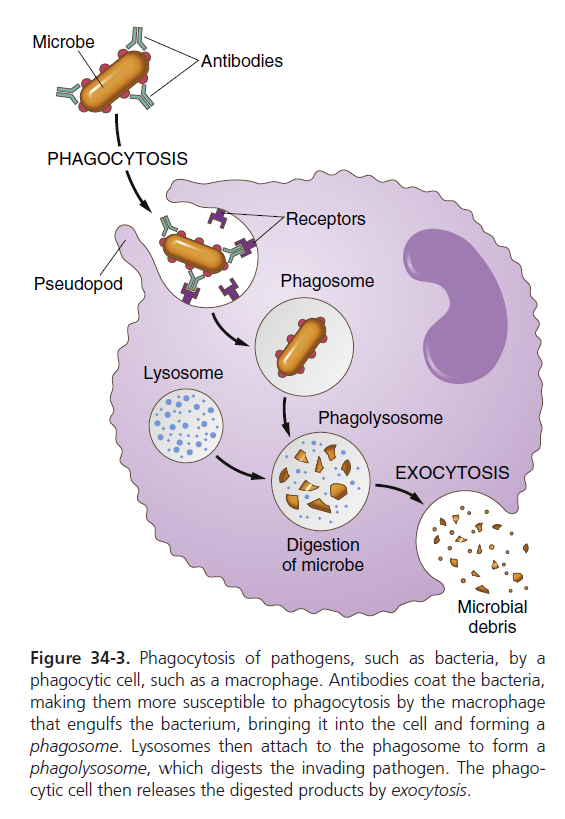 Microbe
Antibodies
PHAGOCYTOSIS
Receptors
Pseudopod
Phagosome
Lysosome
Phagolysosome
EXOCYTOSIS
Digestion
of microbe
Microbial
debris
Figure 34-3. Phagocytosis of pathogens, such as bacteria, by a
phagocytic cell, such as a macrophage. Antibodies coat the bacteria,
making them more susceptible to phagocytosis by the macrophage
that engulfs the bacterium, bringing it into the cell and forming a
phagosome. Lysosomes then attach to the phagosome to form a
phagolysosome, which digests the invading pathogen. The phago-
cytic cell then releases the digested products by exocytosis.